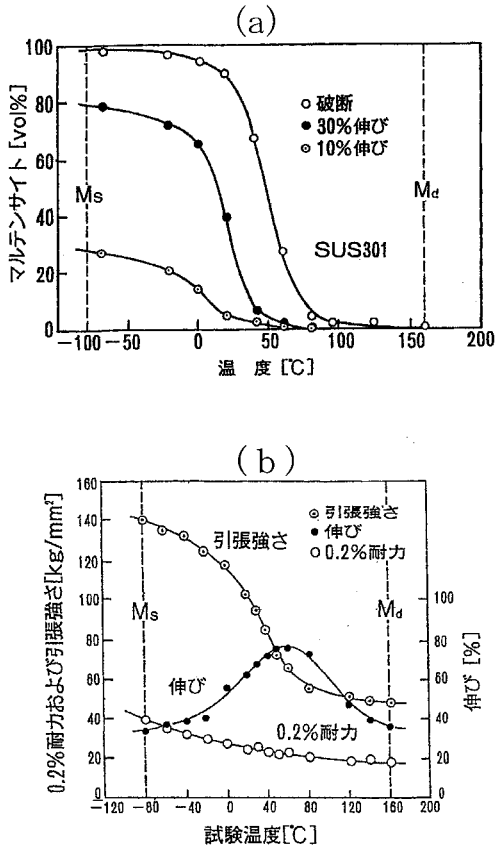 (a)
マルテンサイト [vol%]
100
80
60
40
20
0
○ 破断
● 30%伸び
⊙ 10%伸び
Ms
Md
SUS301
−100 −50 0 50 100 150 200
温 度 [℃]
(b)
0.2%耐力および引張強さ[kg/mm²]
160
140
120
100
80
60
40
20
0
⊙ 引張強さ
● 伸び
○ 0.2%耐力
引張強さ
Ms
Md
伸び
0.2%耐力
100
80
60
40
20
0
伸び [%]
−120 −80 −40 0 40 80 120 160 200
試験温度[℃]